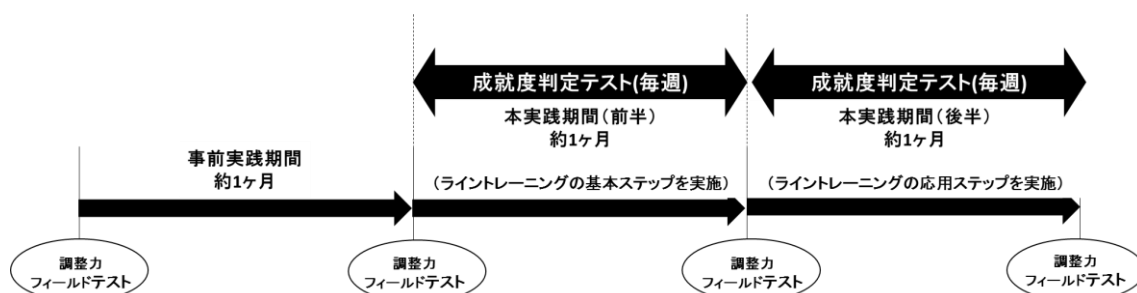 成就度判定テスト(毎週)
成就度判定テスト(毎週)
本実践期間(前半)
約1ヶ月
本実践期間(後半)
約1ヶ月
事前実践期間
約1ヶ月
(ライントレーニングの基本ステップを実施)
(ライントレーニングの応用ステップを実施)
調整力
フィールドテスト
調整力
フィールドテスト
調整力
フィールドテスト
調整力
フィールドテスト